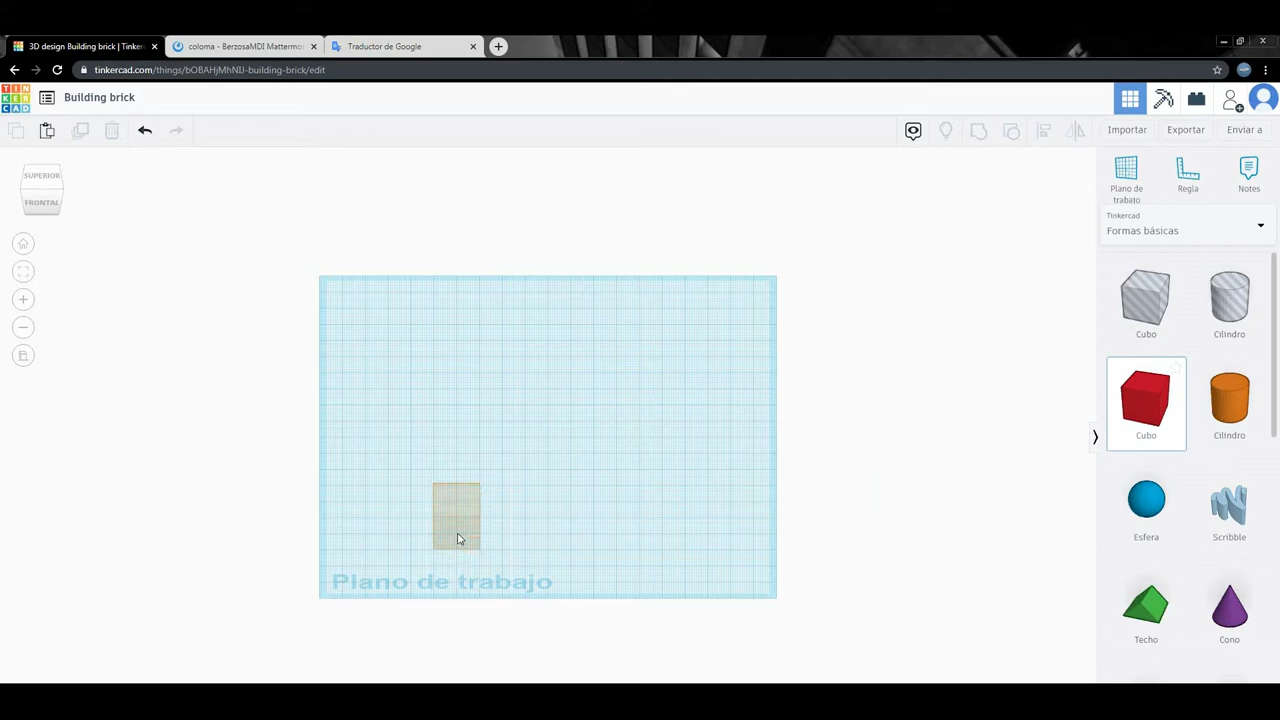 3D design Building brick | Tinker
coloma - BerzosaMDI Mattermo
Traductor de Google
tinkercad.com/things/bOBAHjMhNIJ-building-brick/edit
TIN
KER
CAD
Building brick
Importar
Exportar
Enviar a
SUPERIOR
FRONTAL
Plano de
trabajo
Regla
Notes
Tinkercad
Formas básicas
Cubo
Cilindro
Cubo
Cilindro
Esfera
Scribble
Techo
Cono
Plano de trabajo